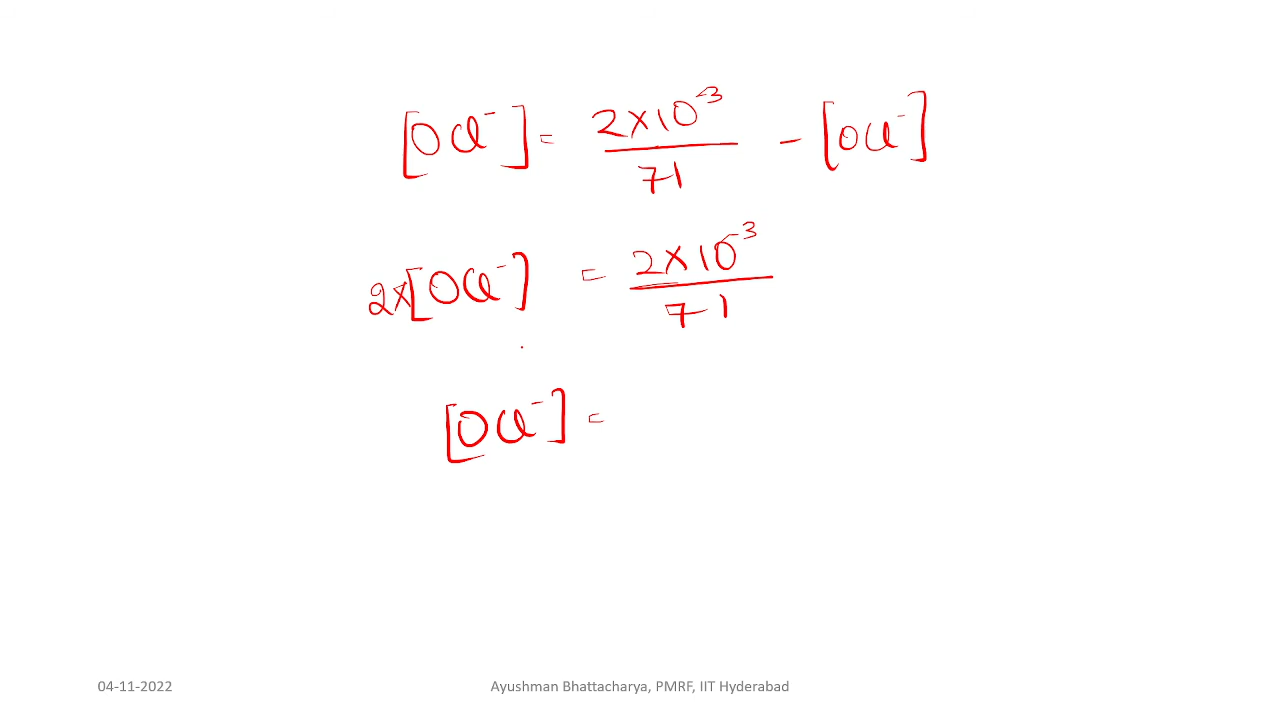 [OCl⁻] = 2×10⁻³/71 - [OCl⁻]
2×[OCl⁻] = 2×10⁻³/71
[OCl⁻] =
04-11-2022
Ayushman Bhattacharya, PMRF, IIT Hyderabad